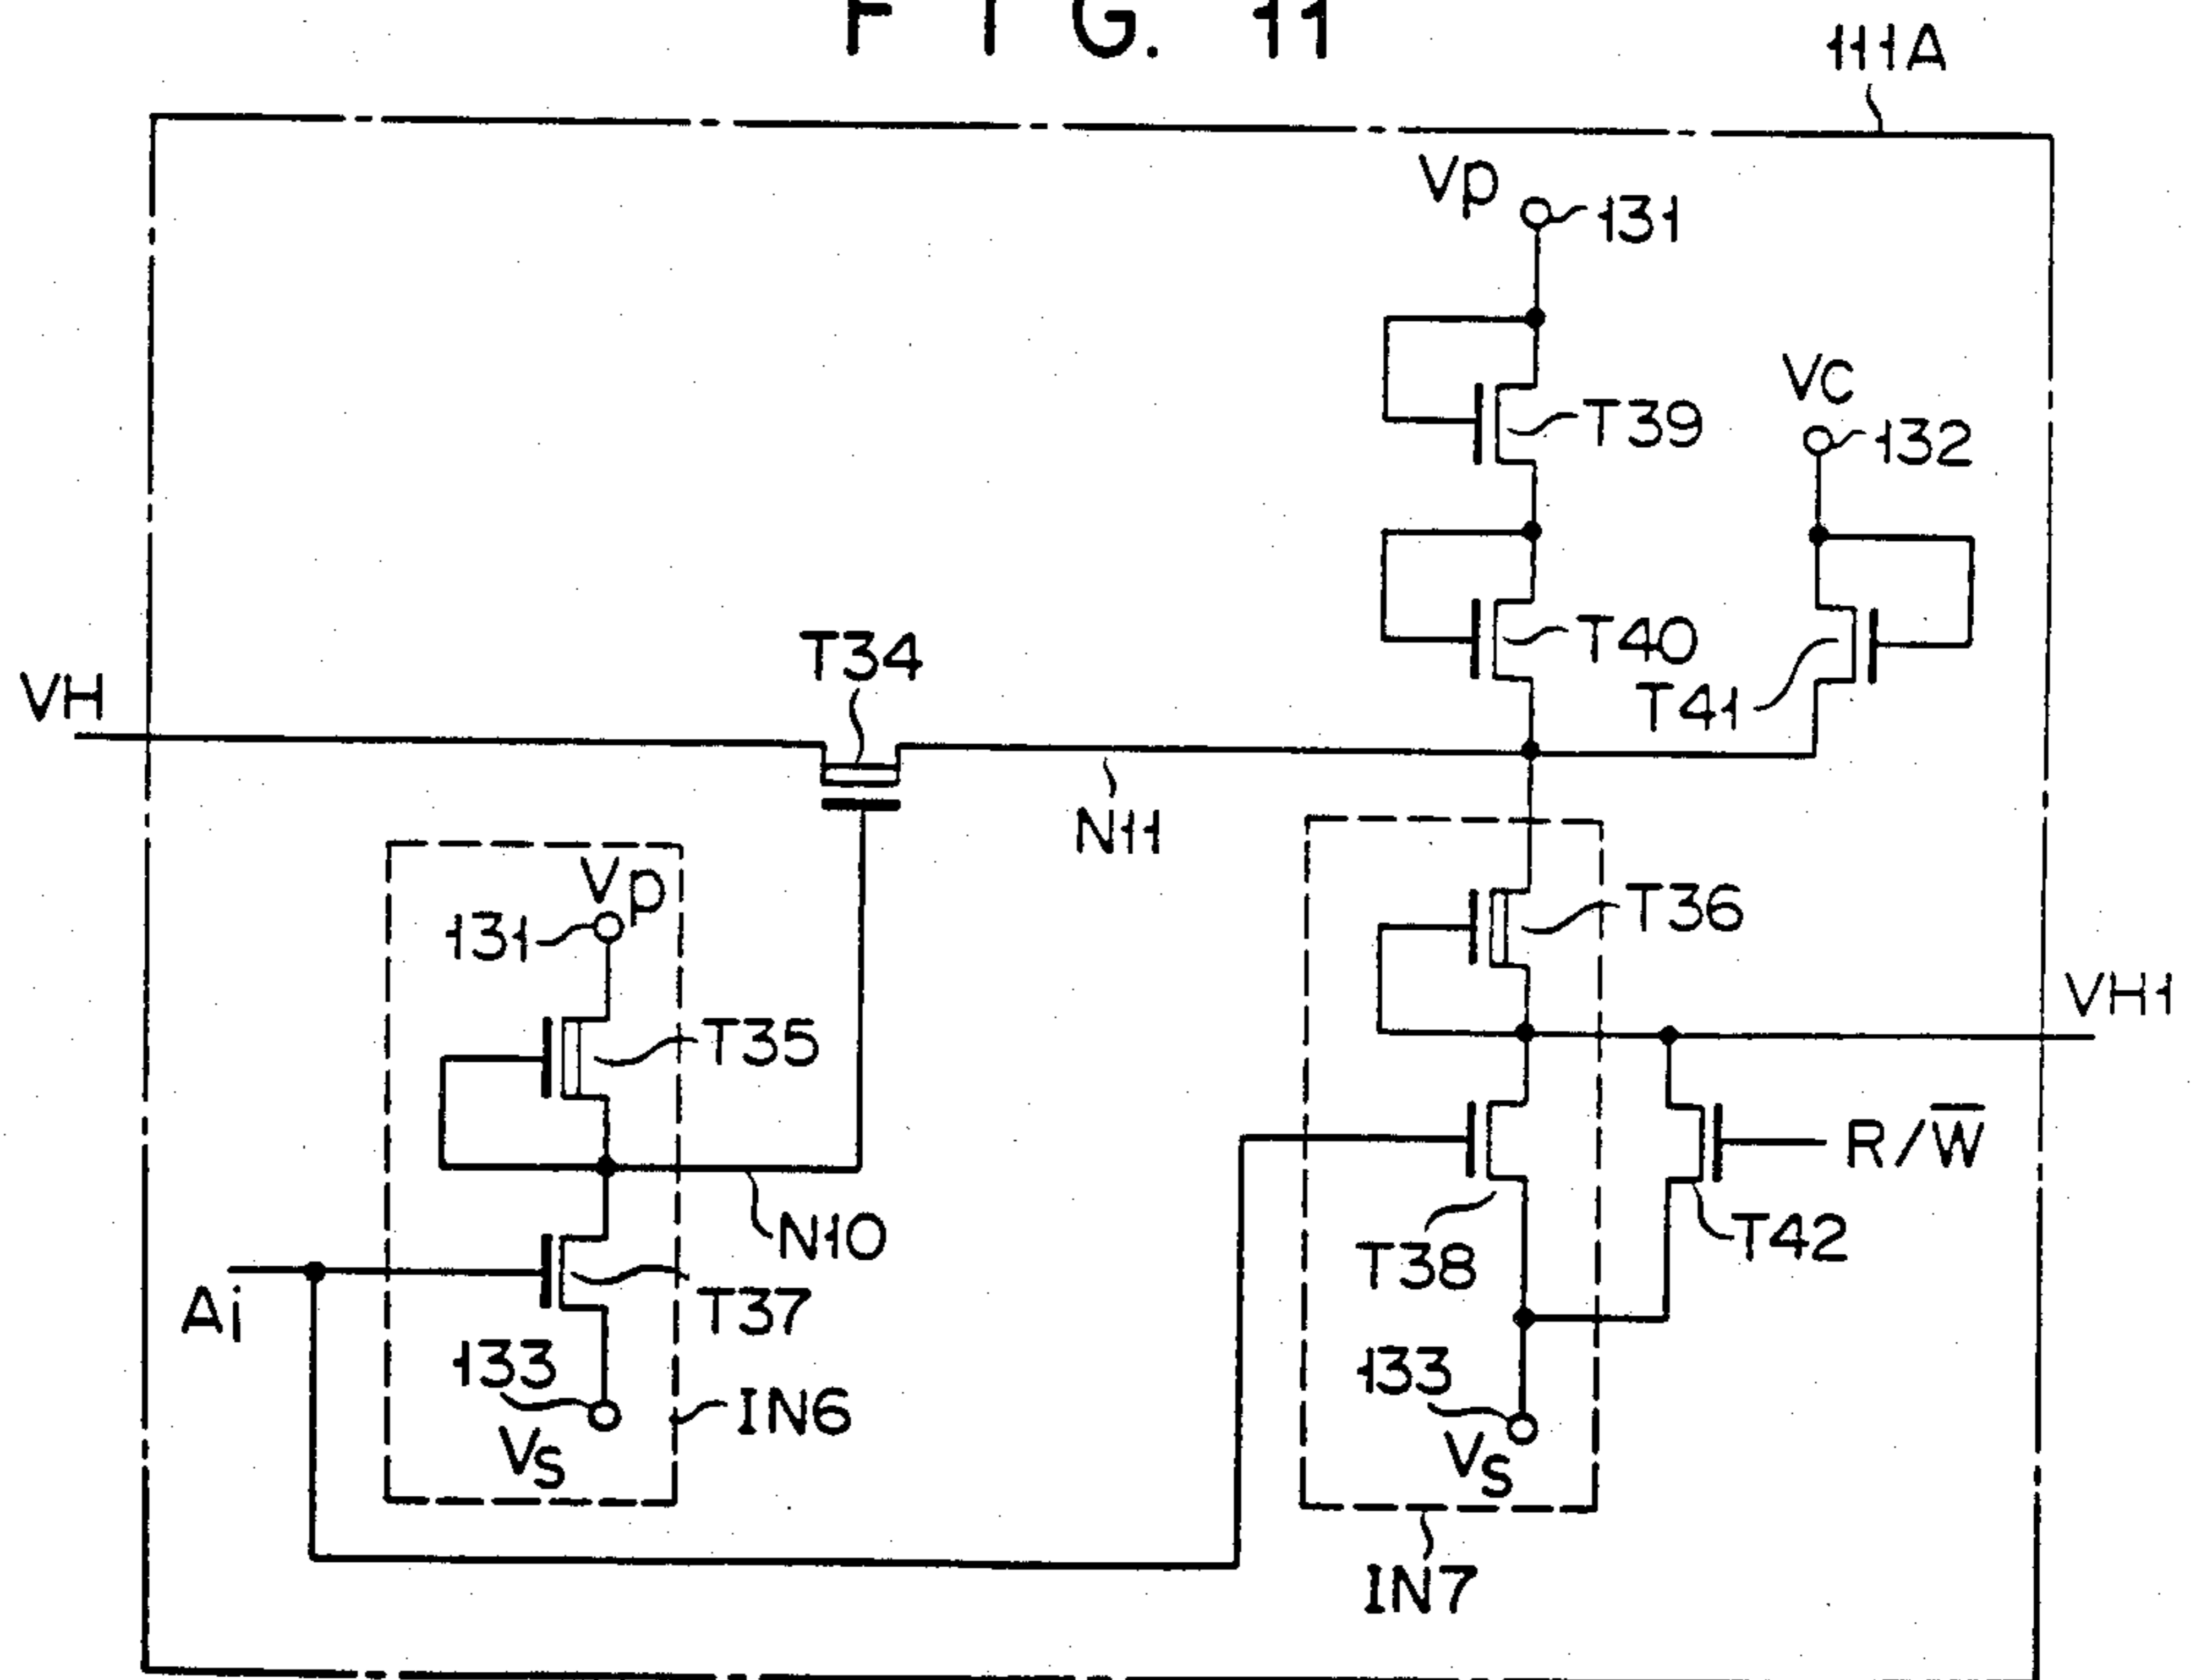 FIG. 11
111A
Vp
131
T39
Vc
132
T40
T41
T34
VH
N11
Vp
131
T36
T35
VH1
R/W̅
N10
T38
T42
Ai
T37
133
133
IN6
Vs
Vs
IN7